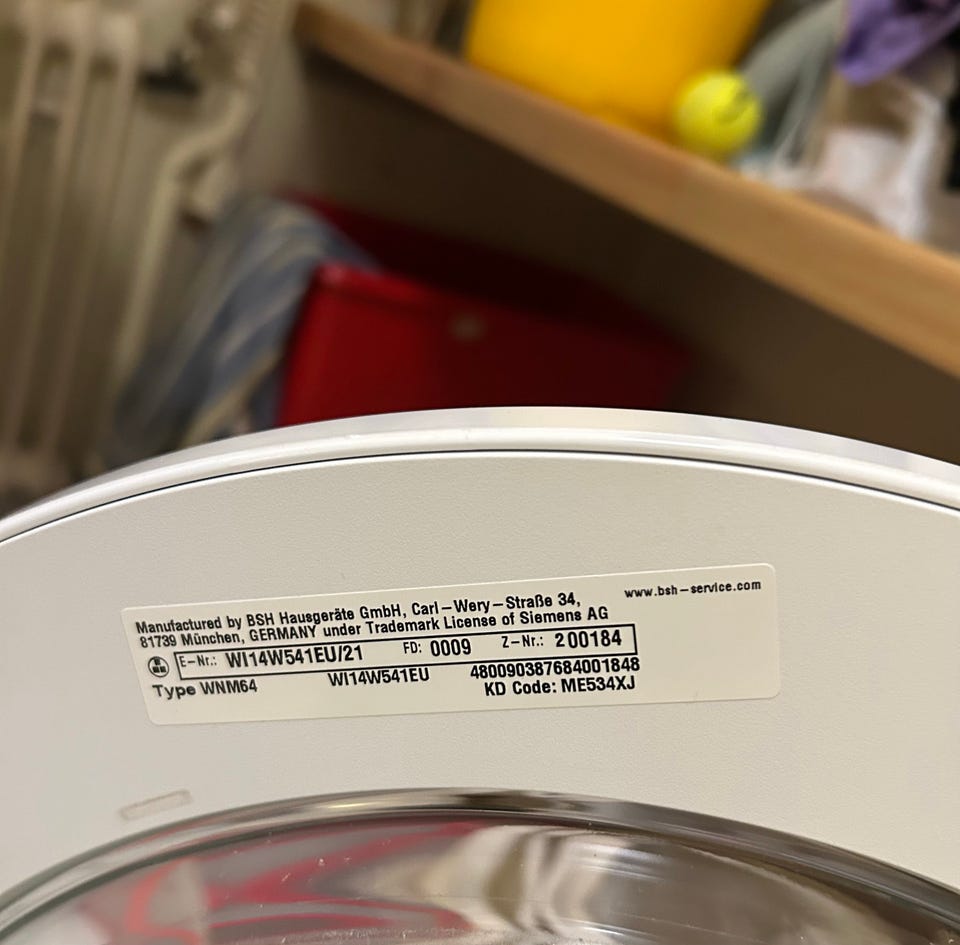 www.bsh-service.com
Manufactured by BSH Hausgeräte GmbH, Carl-Wery-Straße 34,
81739 München, GERMANY under Trademark License of Siemens AG
E-Nr.: WI14W541EU/21 FD: 0009 Z-Nr.: 200184
WI14W541EU 480090387684001848
Type WNM64 KD Code: ME534XJ